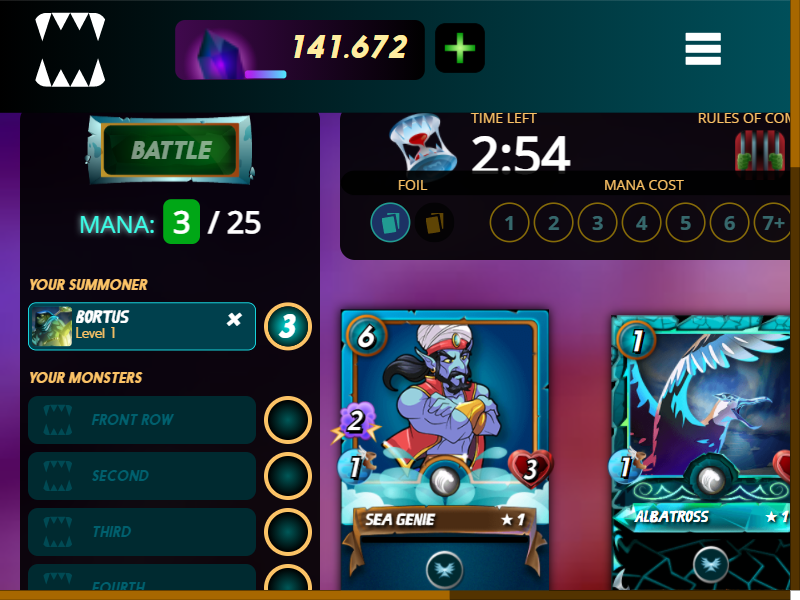 141.672
BATTLE
TIME LEFT
2:54
RULES OF COM
FOIL
MANA COST
1 2 3 4 5 6 7+
MANA: 3 / 25
YOUR SUMMONER
BORTUS
Level 1
3
YOUR MONSTERS
FRONT ROW
SECOND
THIRD
FOURTH
6
2
1
3
SEA GENIE
★ 1
1
1
ALBATROSS
★ 1